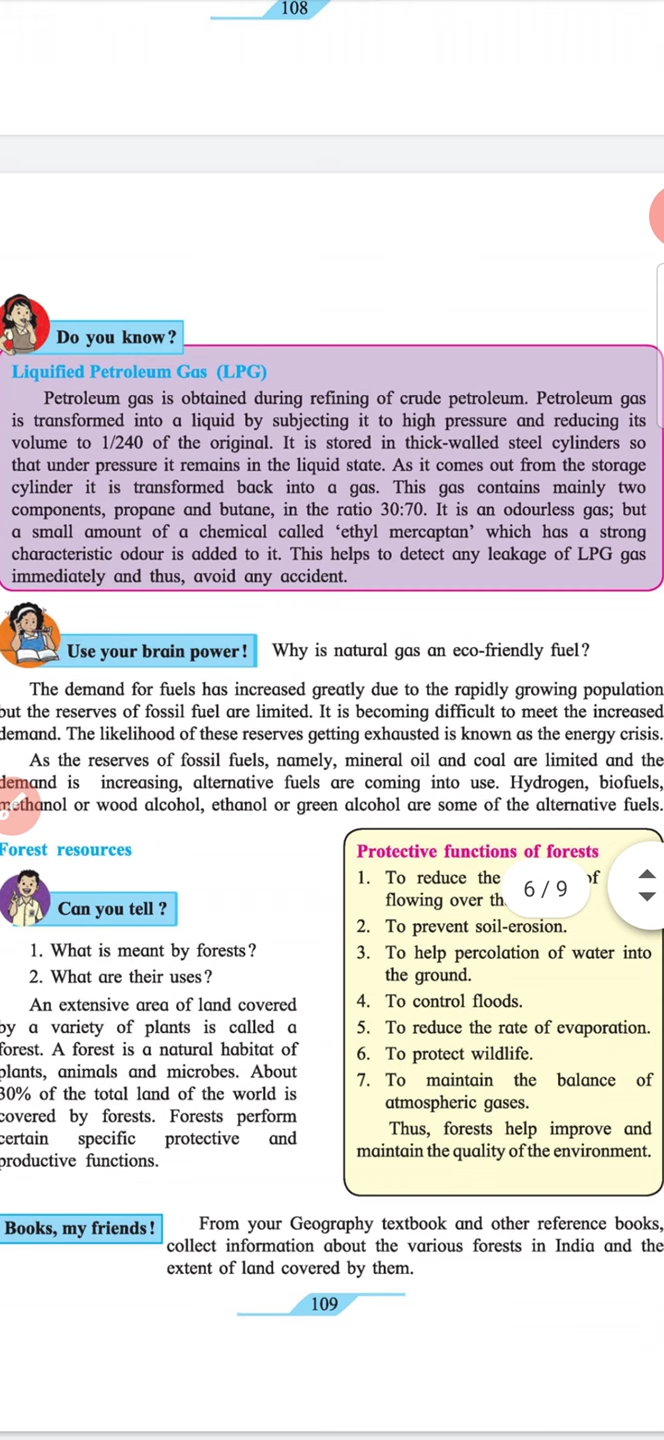 108
Do you know?
Liquified Petroleum Gas (LPG)
Petroleum gas is obtained during refining of crude petroleum. Petroleum gas
is transformed into a liquid by subjecting it to high pressure and reducing its
volume to 1/240 of the original. It is stored in thick-walled steel cylinders so
that under pressure it remains in the liquid state. As it comes out from the storage
cylinder it is transformed back into a gas. This gas contains mainly two
components, propane and butane, in the ratio 30:70. It is an odourless gas; but
a small amount of a chemical called ‘ethyl mercaptan’ which has a strong
characteristic odour is added to it. This helps to detect any leakage of LPG gas
immediately and thus, avoid any accident.
Use your brain power! Why is natural gas an eco-friendly fuel?
The demand for fuels has increased greatly due to the rapidly growing population
but the reserves of fossil fuel are limited. It is becoming difficult to meet the increased
demand. The likelihood of these reserves getting exhausted is known as the energy crisis.
As the reserves of fossil fuels, namely, mineral oil and coal are limited and the
demand is increasing, alternative fuels are coming into use. Hydrogen, biofuels,
methanol or wood alcohol, ethanol or green alcohol are some of the alternative fuels.
Forest resources
Can you tell ?
1. What is meant by forests?
2. What are their uses?
An extensive area of land covered
by a variety of plants is called a
forest. A forest is a natural habitat of
plants, animals and microbes. About
30% of the total land of the world is
covered by forests. Forests perform
certain specific protective and
productive functions.
Protective functions of forests
1. To reduce the of
flowing over
6 / 9
2. To prevent soil-erosion.
3. To help percolation of water into
the ground.
4. To control floods.
5. To reduce the rate of evaporation.
6. To protect wildlife.
7. To maintain the balance of
atmospheric gases.
Thus, forests help improve and
maintain the quality of the environment.
Books, my friends! From your Geography textbook and other reference books,
collect information about the various forests in India and the
extent of land covered by them.
109